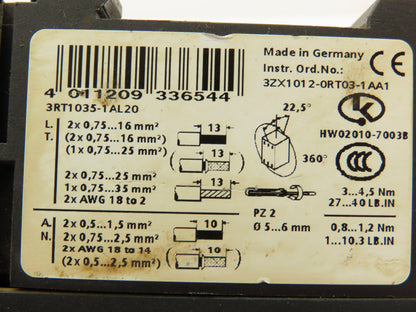 Made in Germany
Instr. Ord.No.:
3ZX1012-0RT03-1AA1
CE
4 011209 336544
3RT1035-1AL20
22,5°
360°
HW02010-7003B
CCC
L. 2x 0,75...16 mm²
T. (2x 0,75...16 mm²)
(1x 0,75...25 mm²)
13
13
2x 0,75...25 mm²
1x 0,75...35 mm²
2x AWG 18 to 2
13
3...4,5 Nm
27...40 LB.IN
A. 2x 0,5...1,5 mm²
N. 2x 0,75...2,5 mm²
2x AWG 18 to 14
(2x 0,5...2,5 mm²)
10
10
PZ 2
Ø 5...6 mm
0,8...1,2 Nm
1...10.3 LB.IN